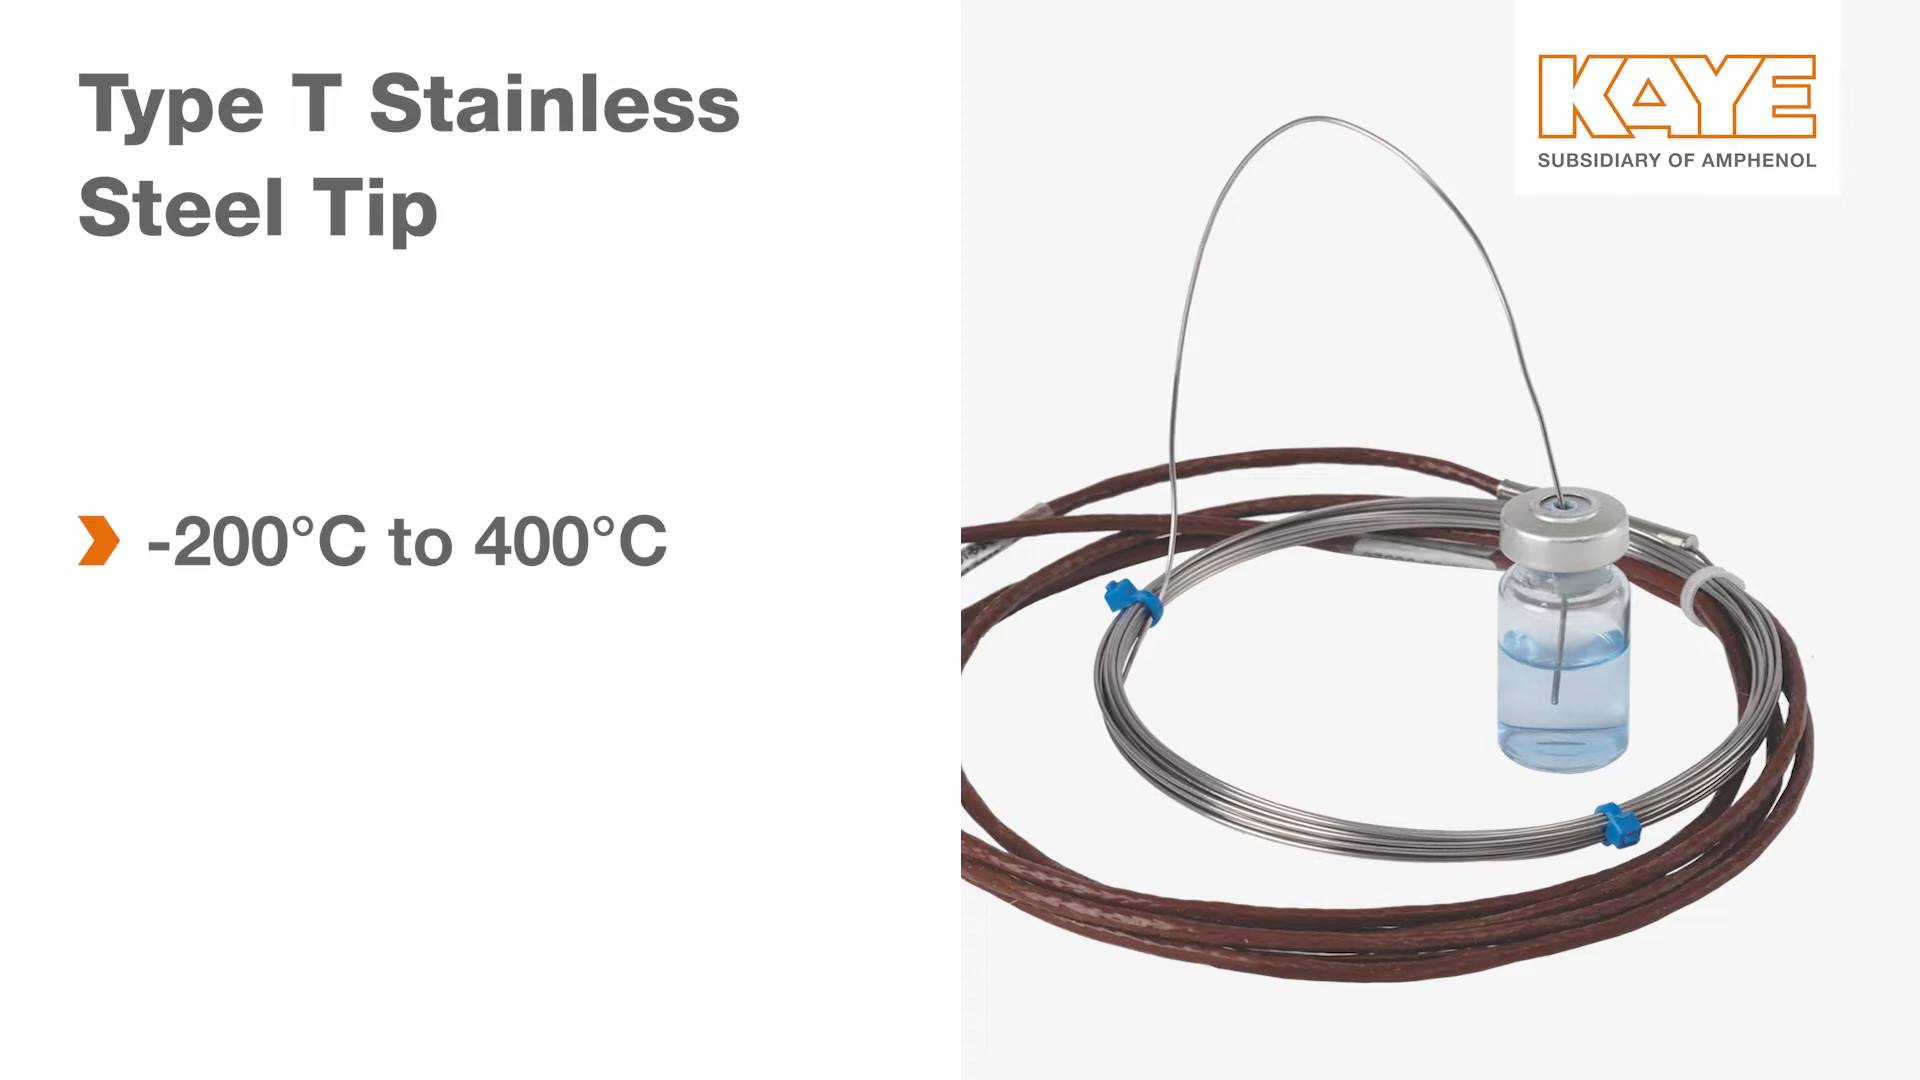 Type T Stainless
Steel Tip
-200°C to 400°C
KAYE
SUBSIDIARY OF AMPHENOL